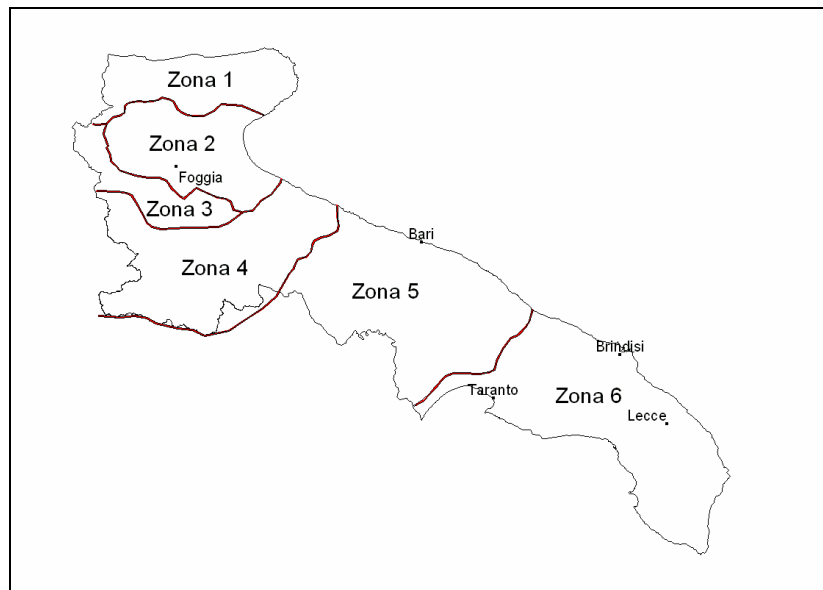 Zona 1
Zona 2
Foggia
Zona 3
Bari
Zona 4
Zona 5
Brindisi
Taranto
Zona 6
Lecce